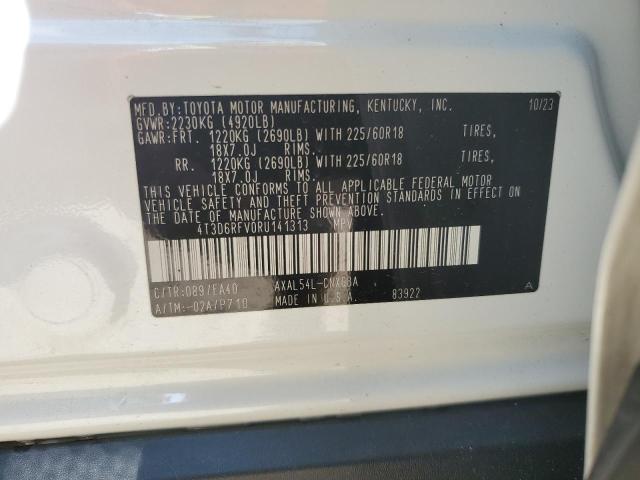 MFD.BY:TOYOTA MOTOR MANUFACTURING, KENTUCKY, INC. 10/23
GVWR:2230KG (4920LB)
GAWR:FRT. 1220KG (2690LB) WITH 225/60R18 TIRES,
18X7.0J RIMS.
RR. 1220KG (2690LB) WITH 225/60R18 TIRES,
18X7.0J RIMS.
THIS VEHICLE CONFORMS TO ALL APPLICABLE FEDERAL MOTOR
VEHICLE SAFETY AND THEFT PREVENTION STANDARDS IN EFFECT
ON THE DATE OF MANUFACTURE SHOWN ABOVE.
4T3D6RFV0RU141313 MPV
C/TR:089/EA40 AXAL54L-CNXGBA A
A/TM:-02A/P710 MADE IN U.S.A. 83922